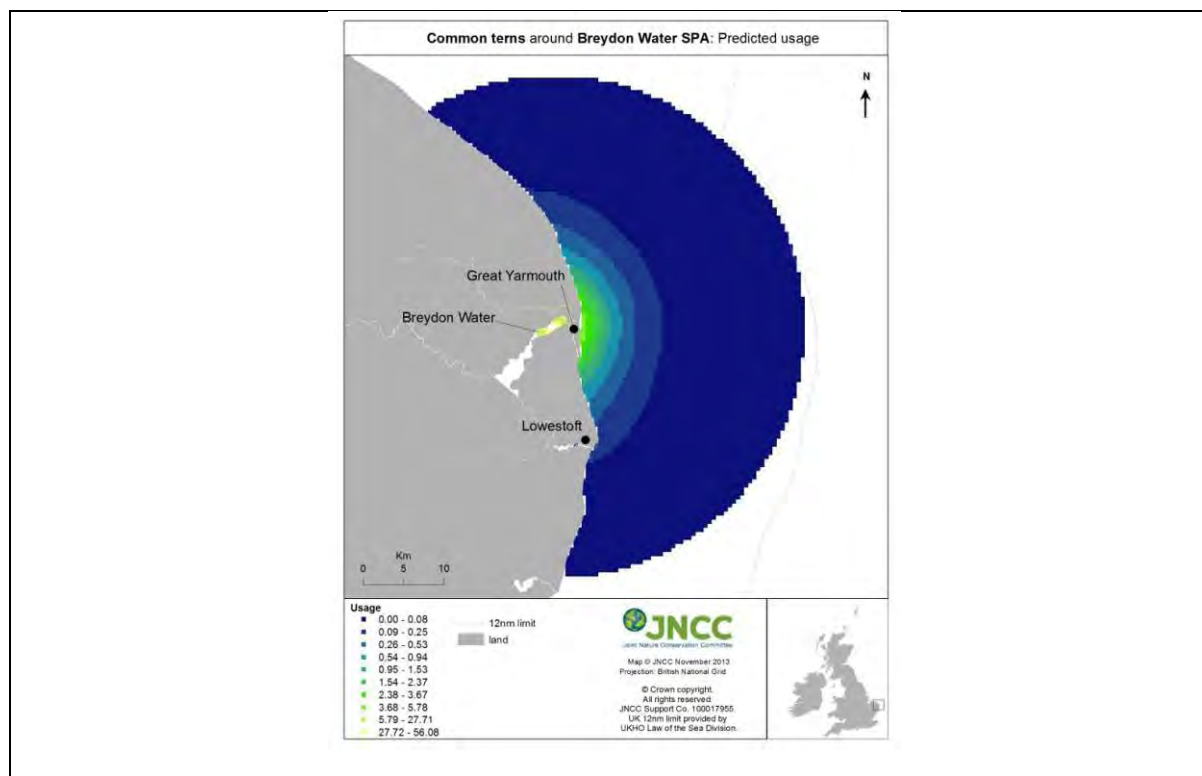 Common terns around Breydon Water SPA: Predicted usage
N
Great Yarmouth
Breydon Water
Lowestoft
Km
0 5 10
Usage
0.00 - 0.08
0.09 - 0.25
0.26 - 0.53
0.54 - 0.94
0.95 - 1.53
1.54 - 2.37
2.38 - 3.67
3.68 - 5.78
5.79 - 27.71
27.72 - 56.08
12nm limit
land
JNCC
Joint Nature Conservation Committee
Map © JNCC November 2013
Projection: British National Grid
© Crown copyright.
All rights reserved
JNCC Support Co. 100017955.
UK 12nm limit provided by
UKHO Law of the Sea Division.